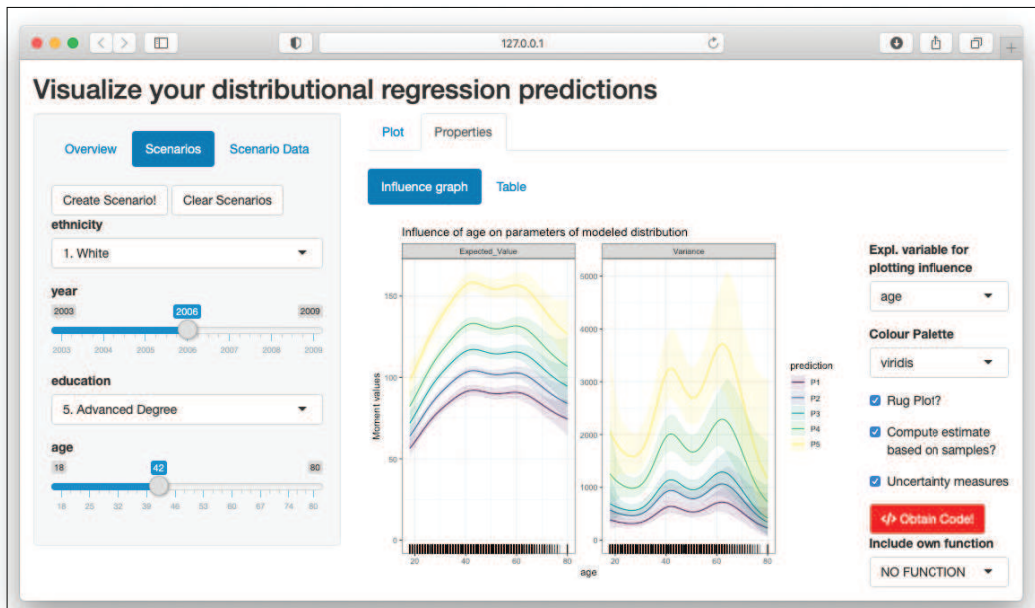 127.0.0.1
Visualize your distributional regression predictions
Overview Scenarios Scenario Data
Create Scenario! Clear Scenarios
ethnicity
1. White
year
2003 2006 2009
2003 2004 2005 2006 2007 2008 2009
education
5. Advanced Degree
age
18 42 80
18 25 32 39 46 53 60 67 74 80
Plot Properties
Influence graph Table
Influence of age on parameters of modeled distribution
Expected_Value Variance
Moment values
150
100
50
0
5000
4000
3000
2000
1000
0
20 40 60 80 20 40 60 80
age
prediction
P1
P2
P3
P4
P5
Expl. variable for
plotting influence
age
Colour Palette
viridis
Rug Plot?
Compute estimate
based on samples?
Uncertainty measures
</> Obtain Code!
Include own function
NO FUNCTION